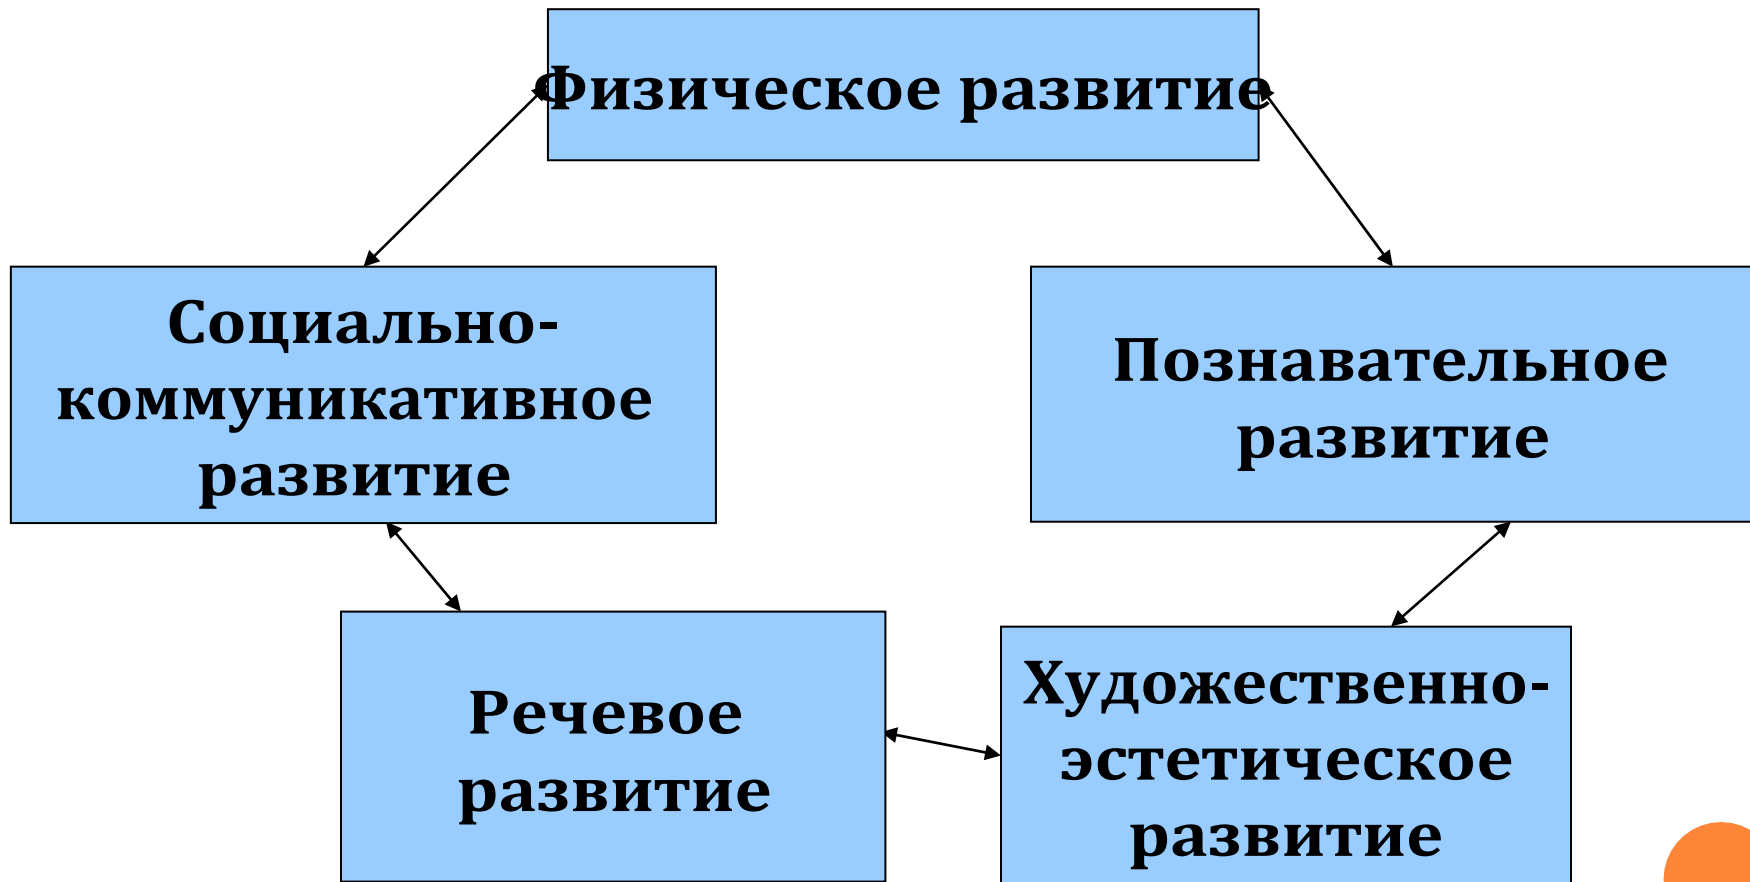 Физическое развитие
Социально-
коммуникативное
развитие
Познавательное
развитие
Речевое
развитие
Художественно-
эстетическое
развитие